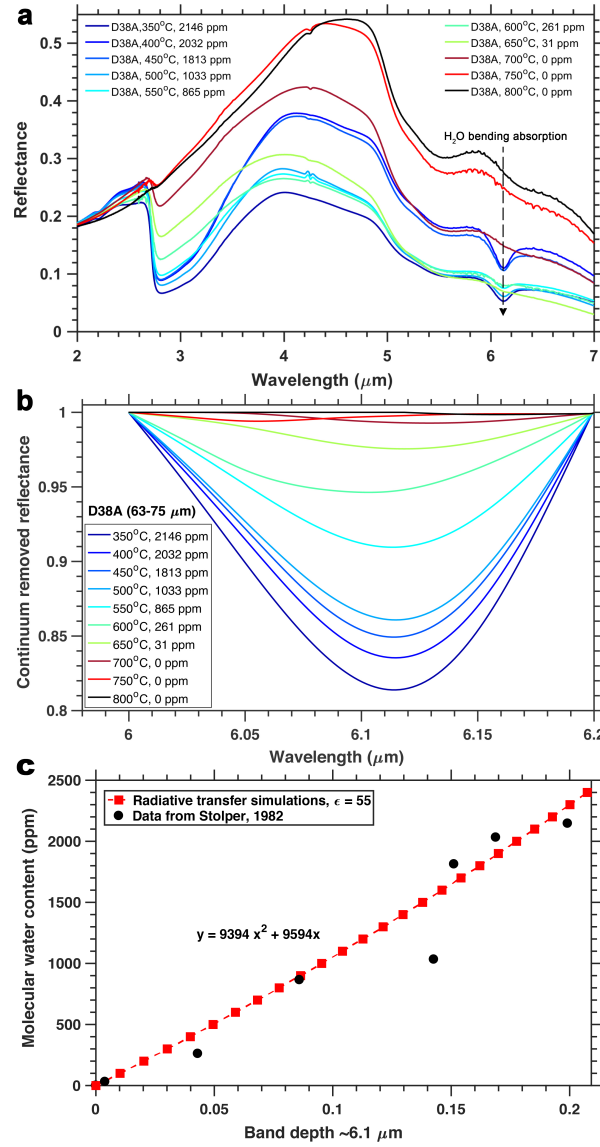 a
D38A,350°C, 2146 ppm
D38A,400°C, 2032 ppm
D38A, 450°C, 1813 ppm
D38A, 500°C, 1033 ppm
D38A, 550°C, 865 ppm
D38A, 600°C, 261 ppm
D38A, 650°C, 31 ppm
D38A, 700°C, 0 ppm
D38A, 750°C, 0 ppm
D38A, 800°C, 0 ppm
H2O bending absorption
Reflectance
0.5
0.4
0.3
0.2
0.1
0
2 3 4 5 6 7
Wavelength (μm)
b
Continuum removed reflectance
1
0.95
0.9
0.85
0.8
D38A (63-75 μm)
350°C, 2146 ppm
400°C, 2032 ppm
450°C, 1813 ppm
500°C, 1033 ppm
550°C, 865 ppm
600°C, 261 ppm
650°C, 31 ppm
700°C, 0 ppm
750°C, 0 ppm
800°C, 0 ppm
6 6.05 6.1 6.15 6.2
Wavelength (μm)
c
Molecular water content (ppm)
2500
2000
1500
1000
500
0
Radiative transfer simulations, ϵ = 55
Data from Stolper, 1982
y = 9394 x² + 9594x
0 0.05 0.1 0.15 0.2
Band depth ~6.1 μm